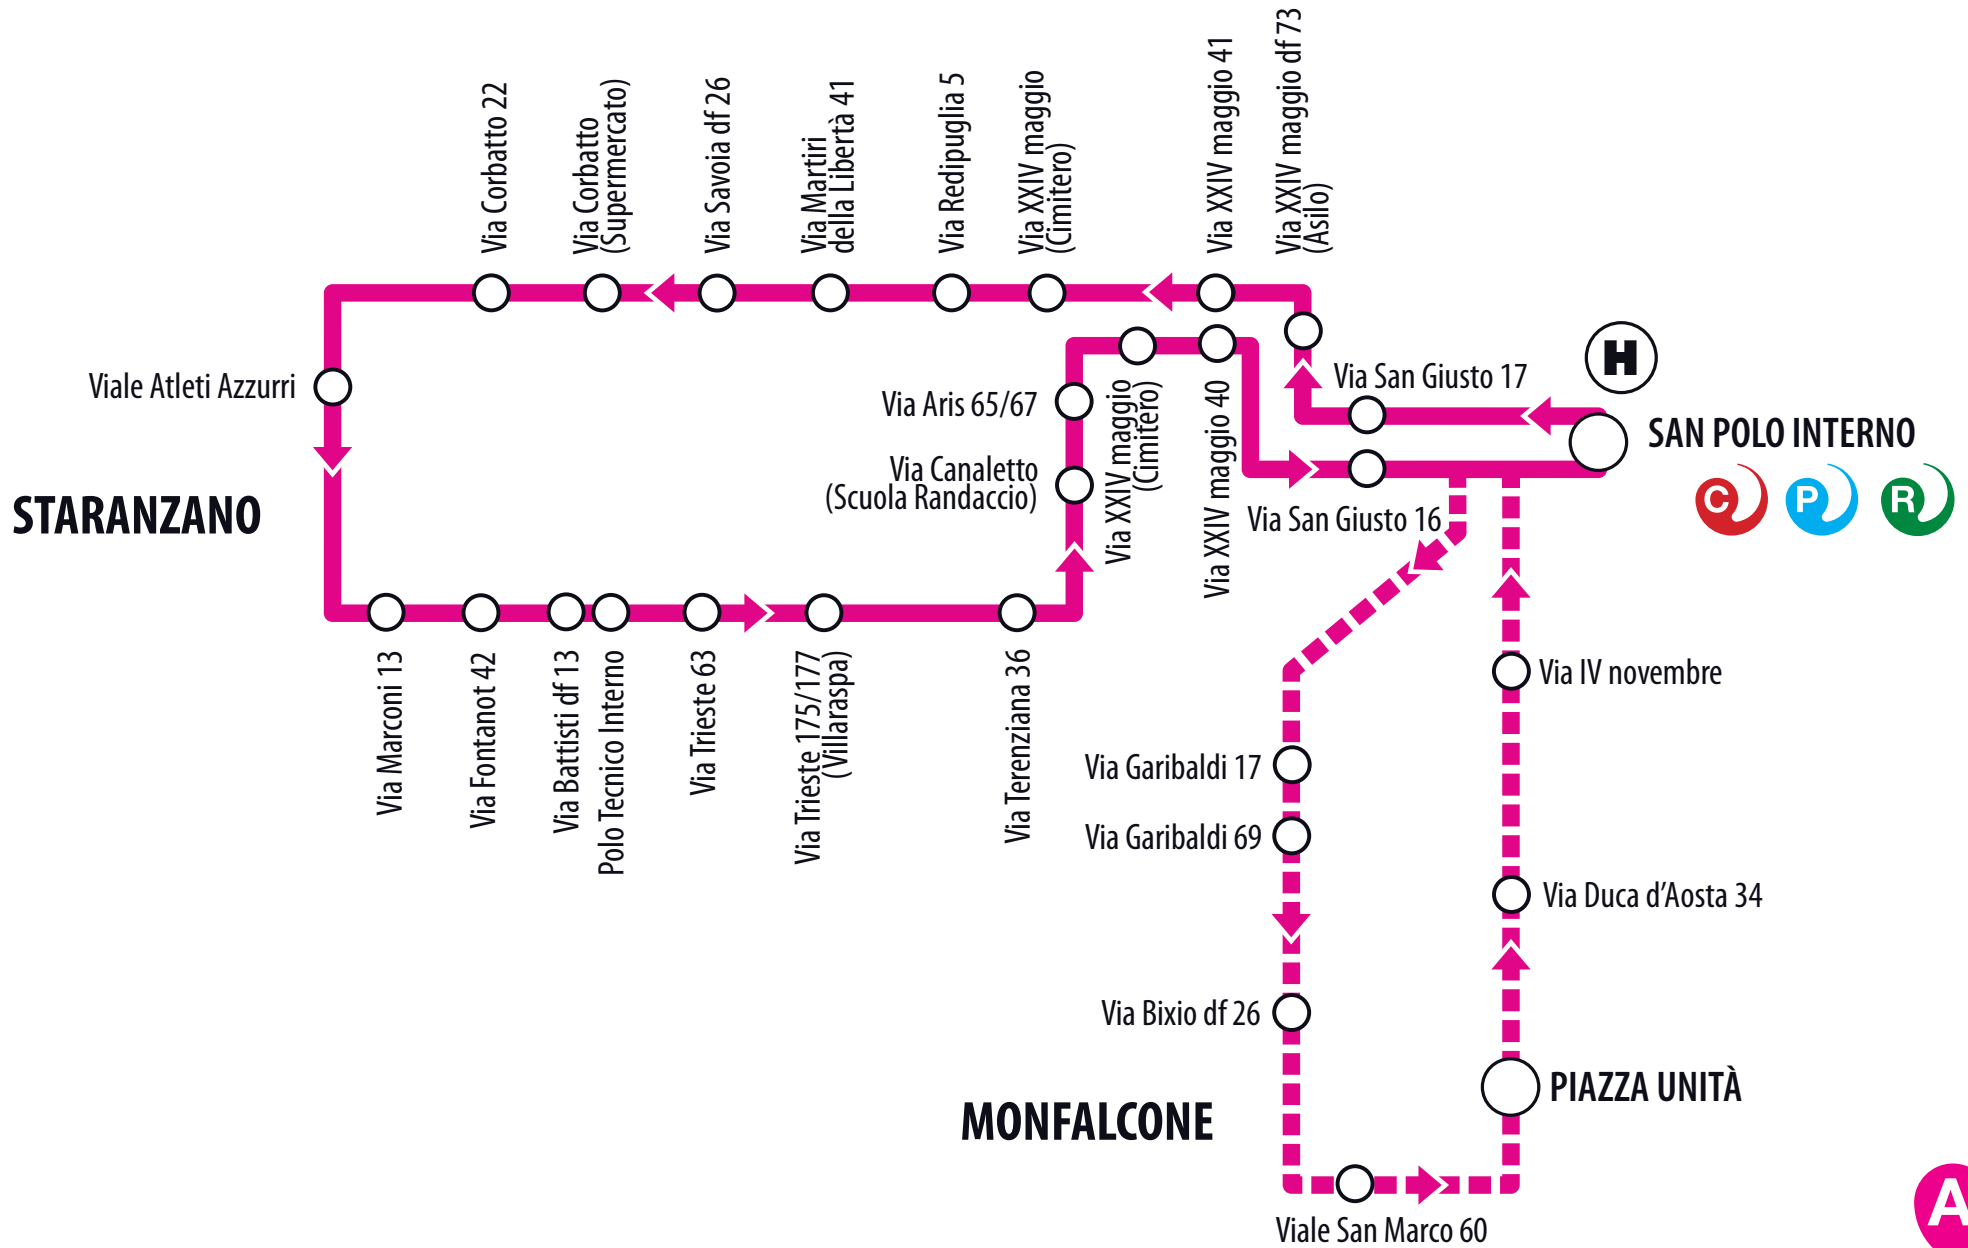 Via Corbatto 22
Via Corbatto
(Supermercato)
Via Savoia df 26
Via Martiri
della Libertà 41
Via Redipuglia 5
Via XXIV maggio
(Cimitero)
Via XXIV maggio 41
Via XXIV maggio df 73
(Asilo)
H
Viale Atleti Azzurri
Via Aris 65/67
Via San Giusto 17
SAN POLO INTERNO
Via Canaletto
(Scuola Randaccio)
Via XXIV maggio
(Cimitero)
Via XXIV maggio 40
C P R
STARANZANO
Via San Giusto 16
Via Marconi 13
Via Fontanot 42
Via Battisti df 13
Polo Tecnico Interno
Via Trieste 63
Via Trieste 175/177
(Villaraspa)
Via Terenziana 36
Via IV novembre
Via Garibaldi 17
Via Garibaldi 69
Via Duca d'Aosta 34
Via Bixio df 26
PIAZZA UNITÀ
MONFALCONE
Viale San Marco 60
A